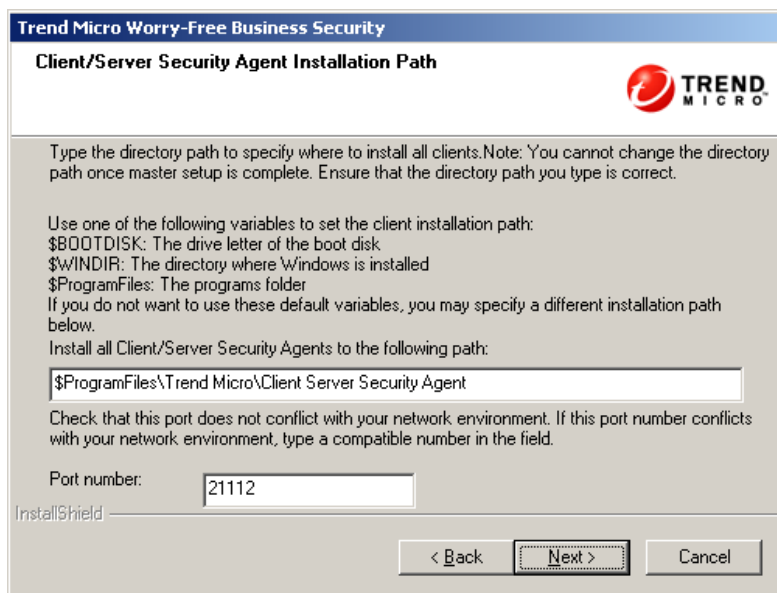 Trend Micro Worry-Free Business Security
Client/Server Security Agent Installation Path
TREND
MICRO
Type the directory path to specify where to install all clients.Note: You cannot change the directory
path once master setup is complete. Ensure that the directory path you type is correct.
Use one of the following variables to set the client installation path:
$BOOTDISK: The drive letter of the boot disk
$WINDIR: The directory where Windows is installed
$ProgramFiles: The programs folder
If you do not want to use these default variables, you may specify a different installation path
below.
Install all Client/Server Security Agents to the following path:
$ProgramFiles\Trend Micro\Client Server Security Agent
Check that this port does not conflict with your network environment. If this port number conflicts
with your network environment, type a compatible number in the field.
Port number:
21112
InstallShield
< Back
Next >
Cancel